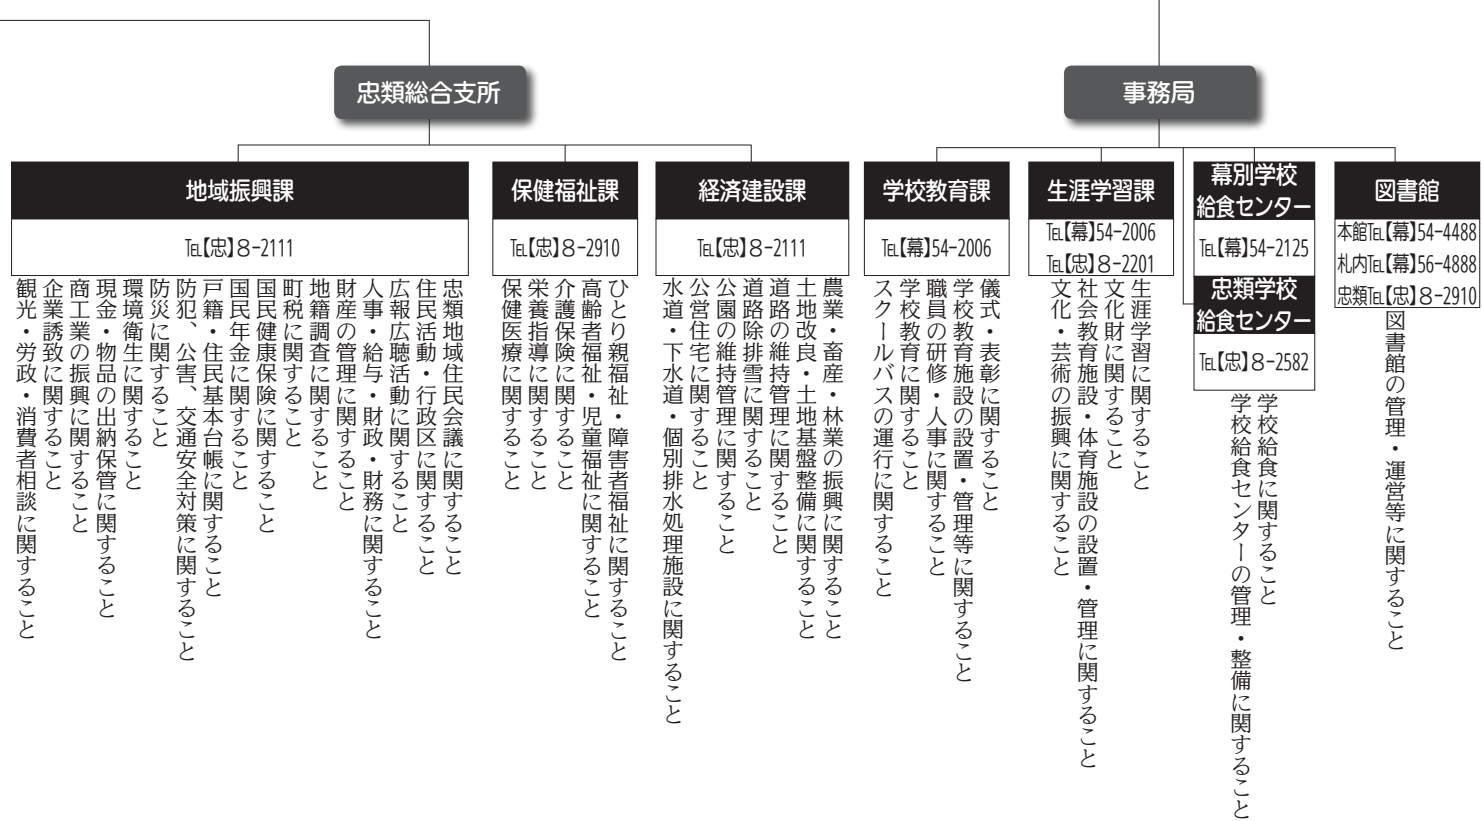 忠類総合支所
地域振興課
℡【忠】8-2111
忠類地域住民会議に関すること
住民活動・行政区に関すること
広報広聴活動に関すること
人事・給与・財政・財務に関すること
財産の管理に関すること
地籍調査に関すること
町税に関すること
国民健康保険に関すること
国民年金に関すること
戸籍・住民基本台帳に関すること
防犯、公害、交通安全対策に関すること
防災に関すること
環境衛生に関すること
現金・物品の出納保管に関すること
商工業の振興に関すること
企業誘致に関すること
観光・労政・消費者相談に関すること
保健福祉課
℡【忠】8-2910
ひとり親福祉・障害者福祉に関すること
高齢者福祉・児童福祉に関すること
介護保険に関すること
栄養指導に関すること
保健医療に関すること
経済建設課
℡【忠】8-2111
農業・畜産・林業の振興に関すること
土地改良・土地基盤整備に関すること
道路の維持管理に関すること
道路除排雪に関すること
公園の維持管理に関すること
公営住宅に関すること
水道・下水道・個別排水処理施設に関すること
事務局
学校教育課
℡【幕】54-2006
儀式・表彰に関すること
学校教育施設の設置・管理等に関すること
職員の研修・人事に関すること
学校教育に関すること
スクールバスの運行に関すること
生涯学習課
℡【幕】54-2006
℡【忠】8-2201
生涯学習に関すること
文化財に関すること
社会教育施設・体育施設の設置・管理に関すること
文化・芸術の振興に関すること
幕別学校
給食センター
℡【幕】54-2125
忠類学校
給食センター
℡【忠】8-2582
学校給食に関すること
学校給食センターの管理・整備に関すること
図書館
本館℡【幕】54-4488
札内℡【幕】56-4888
忠類℡【忠】8-2910
図書館の管理・運営等に関すること